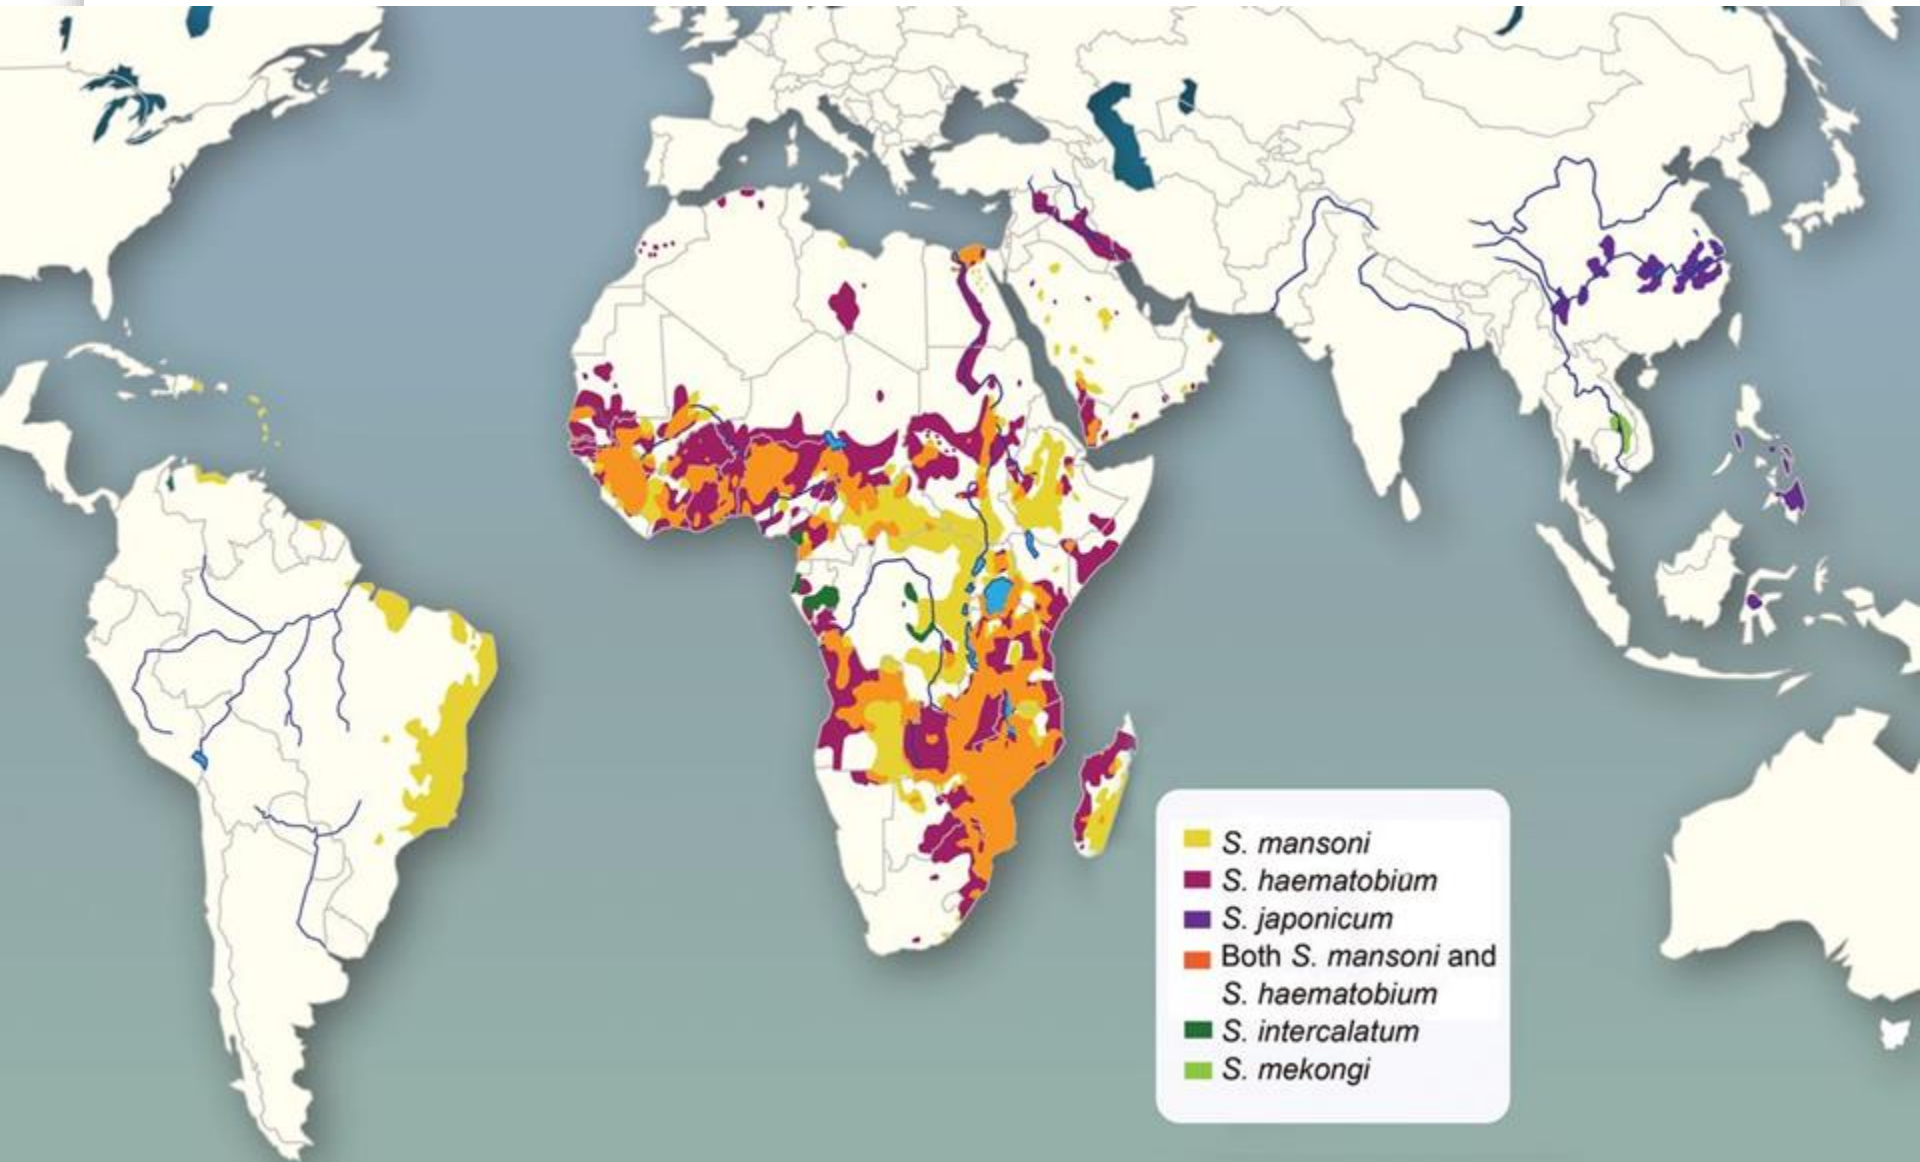 S. mansoni
S. haematobium
S. japonicum
Both S. mansoni and
S. haematobium
S. intercalatum
S. mekongi